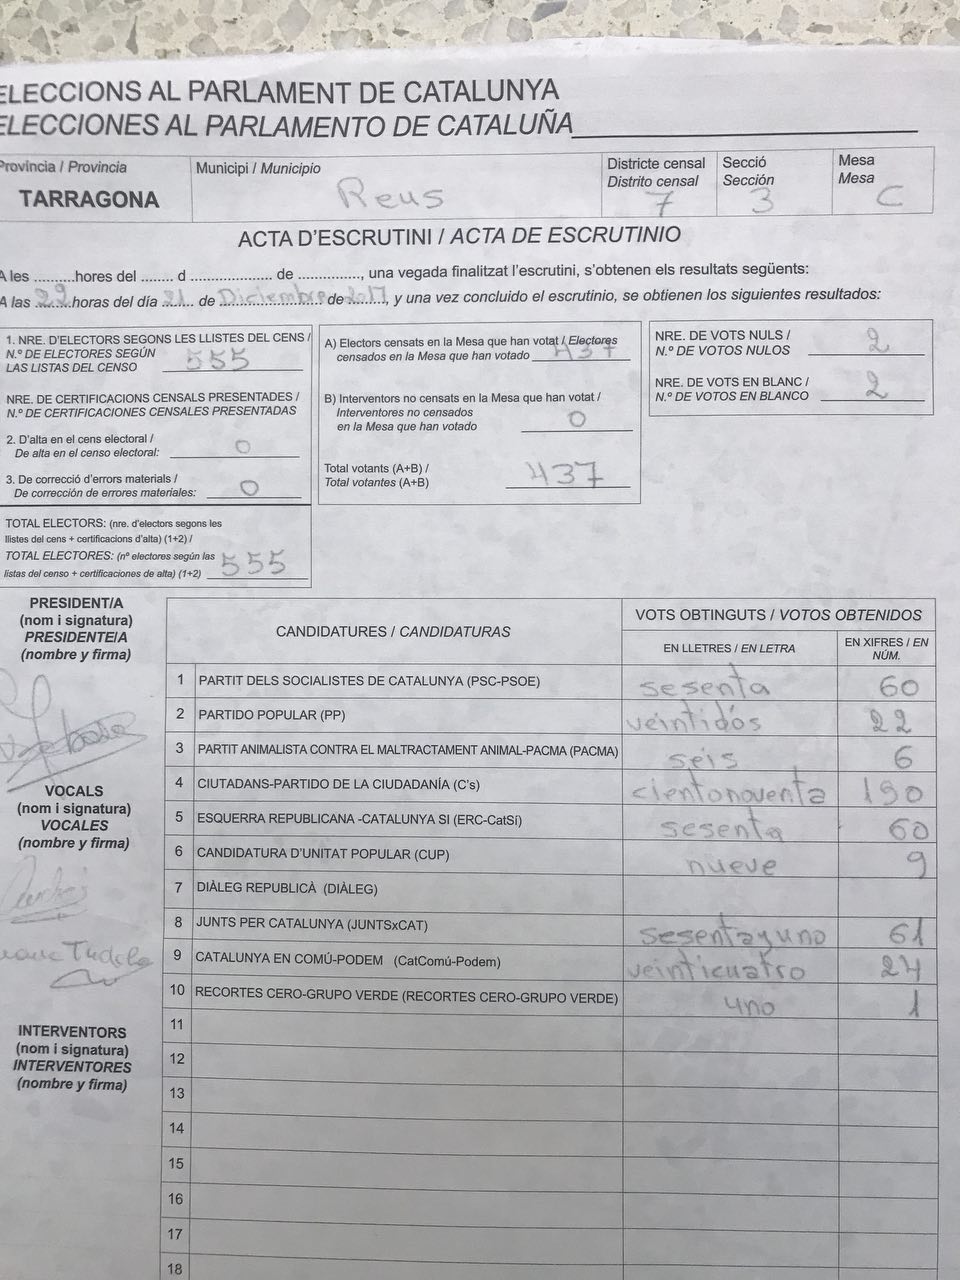 ELECCIONS AL PARLAMENT DE CATALUNYA
ELECCIONES AL PARLAMENTO DE CATALUÑA
Província / Provincia
TARRAGONA
Municipi / Municipio
Reus
Districte censal
Distrito censal
7
Secció
Sección
3
Mesa
Mesa
C
ACTA D'ESCRUTINI / ACTA DE ESCRUTINIO
A les .........hores del ....... d .................... de ..............., una vegada finalitzat l'escrutini, s'obtenen els resultats següents:
A las 22 horas del día 21 de Diciembre de 2017, y una vez concluido el escrutinio, se obtienen los siguientes resultados:
1. NRE. D'ELECTORS SEGONS LES LLISTES DEL CENS /
N.º DE ELECTORES SEGÚN
LAS LISTAS DEL CENSO 555
NRE. DE CERTIFICACIONS CENSALS PRESENTADES /
N.º DE CERTIFICACIONES CENSALES PRESENTADAS
2. D'alta en el cens electoral /
De alta en el censo electoral: 0
3. De correcció d'errors materials /
De corrección de errores materiales: 0
TOTAL ELECTORS: (nre. d'electors segons les
llistes del cens + certificacions d'alta) (1+2) /
TOTAL ELECTORES: (nº electores según las
listas del censo + certificaciones de alta) (1+2) 555
A) Electors censats en la Mesa que han votat / Electores
censados en la Mesa que han votado 437
B) Interventors no censats en la Mesa que han votat /
Interventores no censados
en la Mesa que han votado 0
Total votants (A+B) /
Total votantes (A+B) 437
NRE. DE VOTS NULS /
N.º DE VOTOS NULOS 2
NRE. DE VOTS EN BLANC /
N.º DE VOTOS EN BLANCO 2
PRESIDENT/A
(nom i signatura)
PRESIDENTE/A
(nombre y firma)
VOCALS
(nom i signatura)
VOCALES
(nombre y firma)
Tudela
INTERVENTORS
(nom i signatura)
INTERVENTORES
(nombre y firma)
CANDIDATURES / CANDIDATURAS
VOTS OBTINGUTS / VOTOS OBTENIDOS
EN LLETRES / EN LETRA
EN XIFRES / EN
NÚM.
1 PARTIT DELS SOCIALISTES DE CATALUNYA (PSC-PSOE) sesenta 60
2 PARTIDO POPULAR (PP) veintidós 22
3 PARTIT ANIMALISTA CONTRA EL MALTRACTAMENT ANIMAL-PACMA (PACMA) seis 6
4 CIUTADANS-PARTIDO DE LA CIUDADANÍA (C's) cientonoventa 190
5 ESQUERRA REPUBLICANA -CATALUNYA SI (ERC-CatSí) sesenta 60
6 CANDIDATURA D'UNITAT POPULAR (CUP) nueve 9
7 DIÀLEG REPUBLICÀ (DIÀLEG)
8 JUNTS PER CATALUNYA (JUNTSxCAT) sesentayuno 61
9 CATALUNYA EN COMÚ-PODEM (CatComú-Podem) veinticuatro 24
10 RECORTES CERO-GRUPO VERDE (RECORTES CERO-GRUPO VERDE) uno 1
11
12
13
14
15
16
17
18